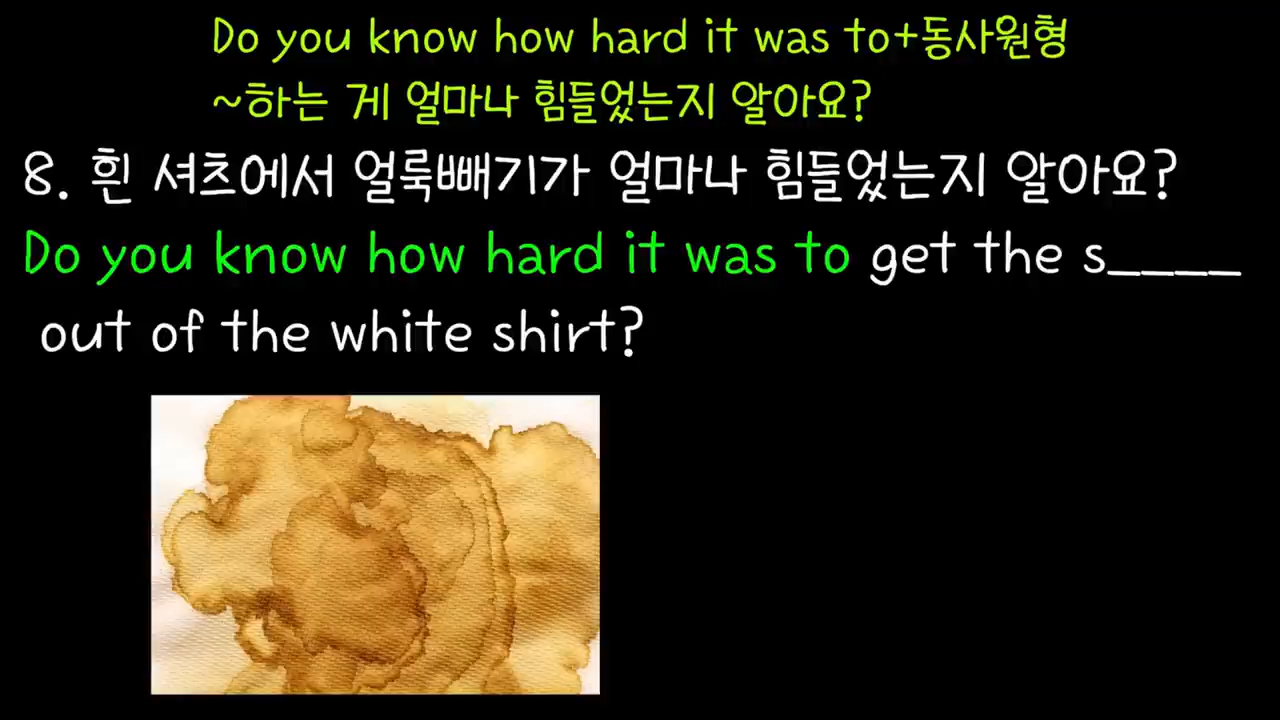 Do you know how hard it was to+동사원형
~하는 게 얼마나 힘들었는지 알아요?
8. 흰 셔츠에서 얼룩빼기가 얼마나 힘들었는지 알아요?
Do you know how hard it was to get the s____
out of the white shirt?